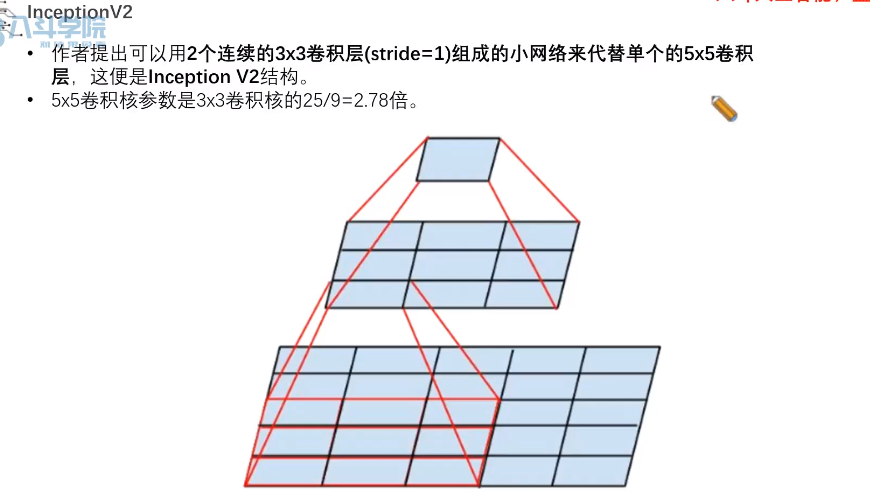 InceptionV2
八斗学院
• 作者提出可以用2个连续的3x3卷积层(stride=1)组成的小网络来代替单个的5x5卷积
层，这便是Inception V2结构。
• 5x5卷积核参数是3x3卷积核的25/9=2.78倍。